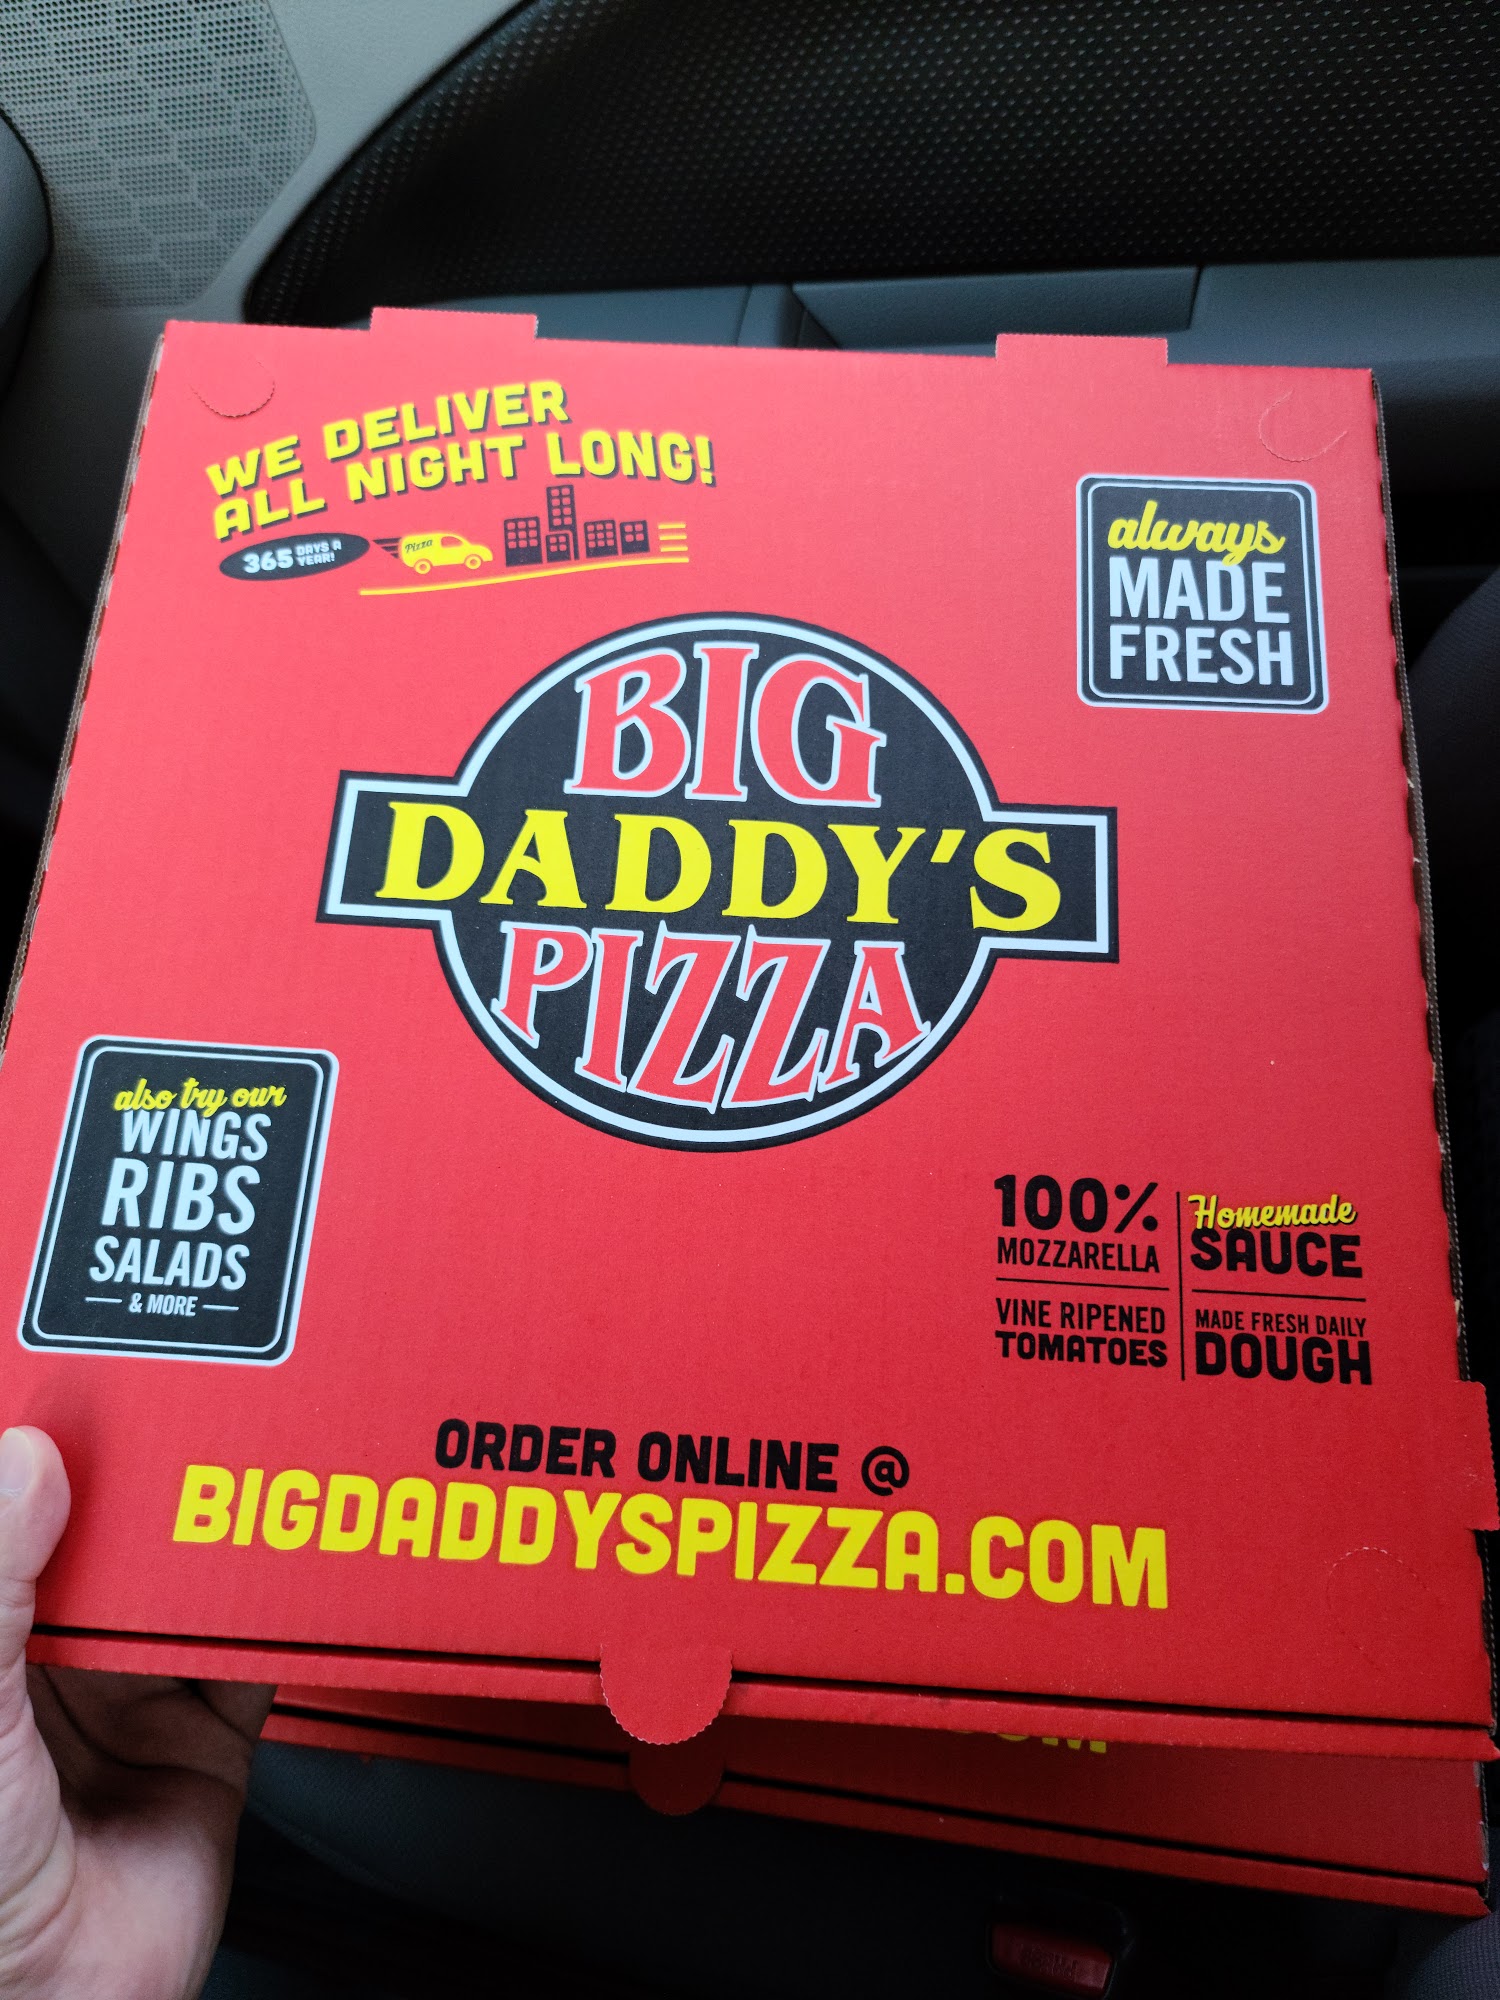 WE DELIVER
ALL NIGHT LONG!
365 DAYS A
YEAR!
Pizza
always
MADE
FRESH
BIG
DADDY'S
PIZZA
also try our
WINGS
RIBS
SALADS
& MORE
100%
MOZZARELLA
Homemade
SAUCE
VINE RIPENED
TOMATOES
MADE FRESH DAILY
DOUGH
ORDER ONLINE @
BIGDADDYSPIZZA.COM